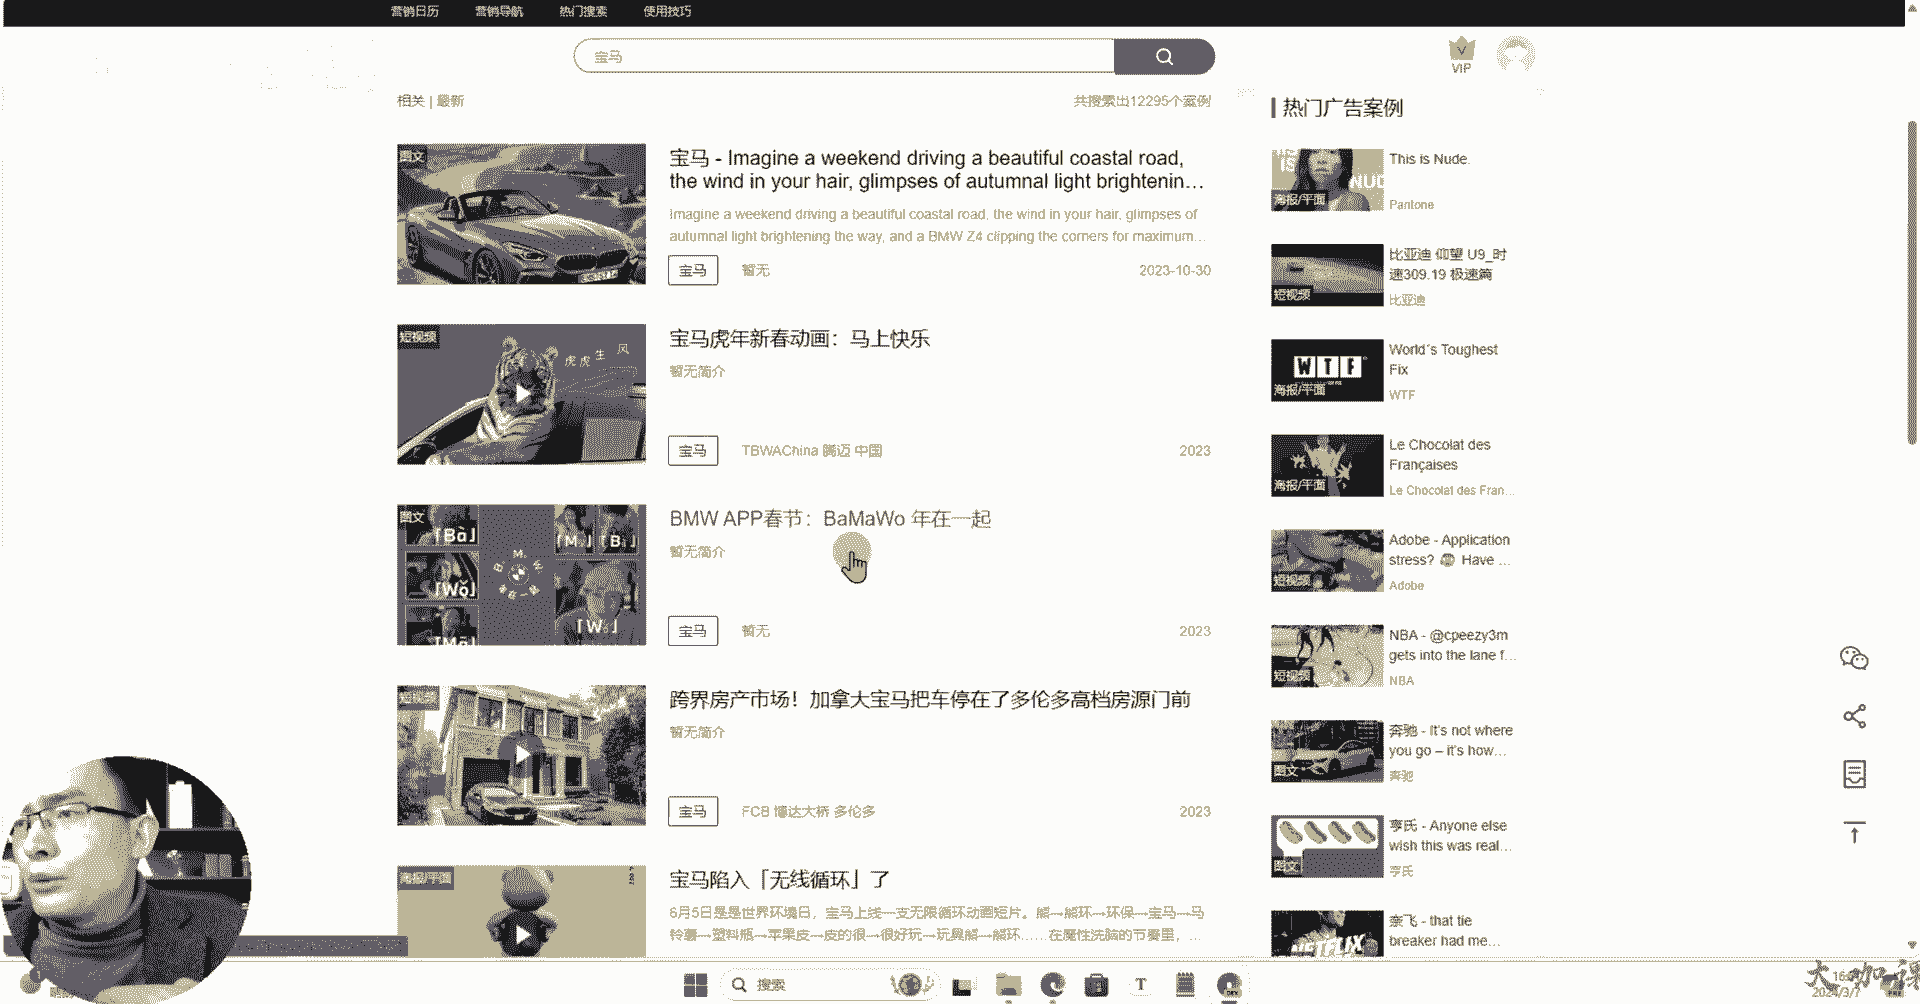 营销日历 营销导航 热门搜索 使用技巧
宝马
VIP
相关 | 最新
共搜索出12295个案例
图文
宝马 - Imagine a weekend driving a beautiful coastal road,
the wind in your hair, glimpses of autumnal light brightenin...
Imagine a weekend driving a beautiful coastal road, the wind in your hair, glimpses of
autumnal light brightening the way, and a BMW Z4 clipping the corners for maximum...
宝马 暂无 2023-10-30
短视频
虎虎生风
宝马虎年新春动画：马上快乐
暂无简介
宝马 TBWAChina 腾迈 中国 2023
图文
「Bà」
「Wǒ」
BMW APP春节：BaMaWo 年在一起
暂无简介
宝马 暂无 2023
短视频
跨界房产市场！加拿大宝马把车停在了多伦多高档房源门前
暂无简介
宝马 FCB 博达大桥 多伦多 2023
海报/平面
宝马陷入「无线循环」了
6月5日是是世界环境日，宝马上线一支无限循环动画短片。熊—熊环—环保—宝马—马
铃薯—塑料瓶—苹果皮—皮的很—很好玩—玩具熊—熊环……在魔性洗脑的节奏里，...
热门广告案例
海报/平面
This is Nude.
Pantone
短视频
比亚迪 仰望 U9_时
速309.19 极速篇
比亚迪
WTF
海报/平面
World's Toughest
Fix
WTF
海报/平面
Le Chocolat des
Françaises
Le Chocolat des Fran...
短视频
Adobe - Application
stress? Have ...
Adobe
短视频
NBA - @cpeezy3m
gets into the lane f...
NBA
图文
奔驰 - It's not where
you go – it's how...
奔驰
图文
亨氏 - Anyone else
wish this was real...
亨氏
NETFLIX
奈飞 - that tie
breaker had me...
搜索
大咖课
2024/3/7